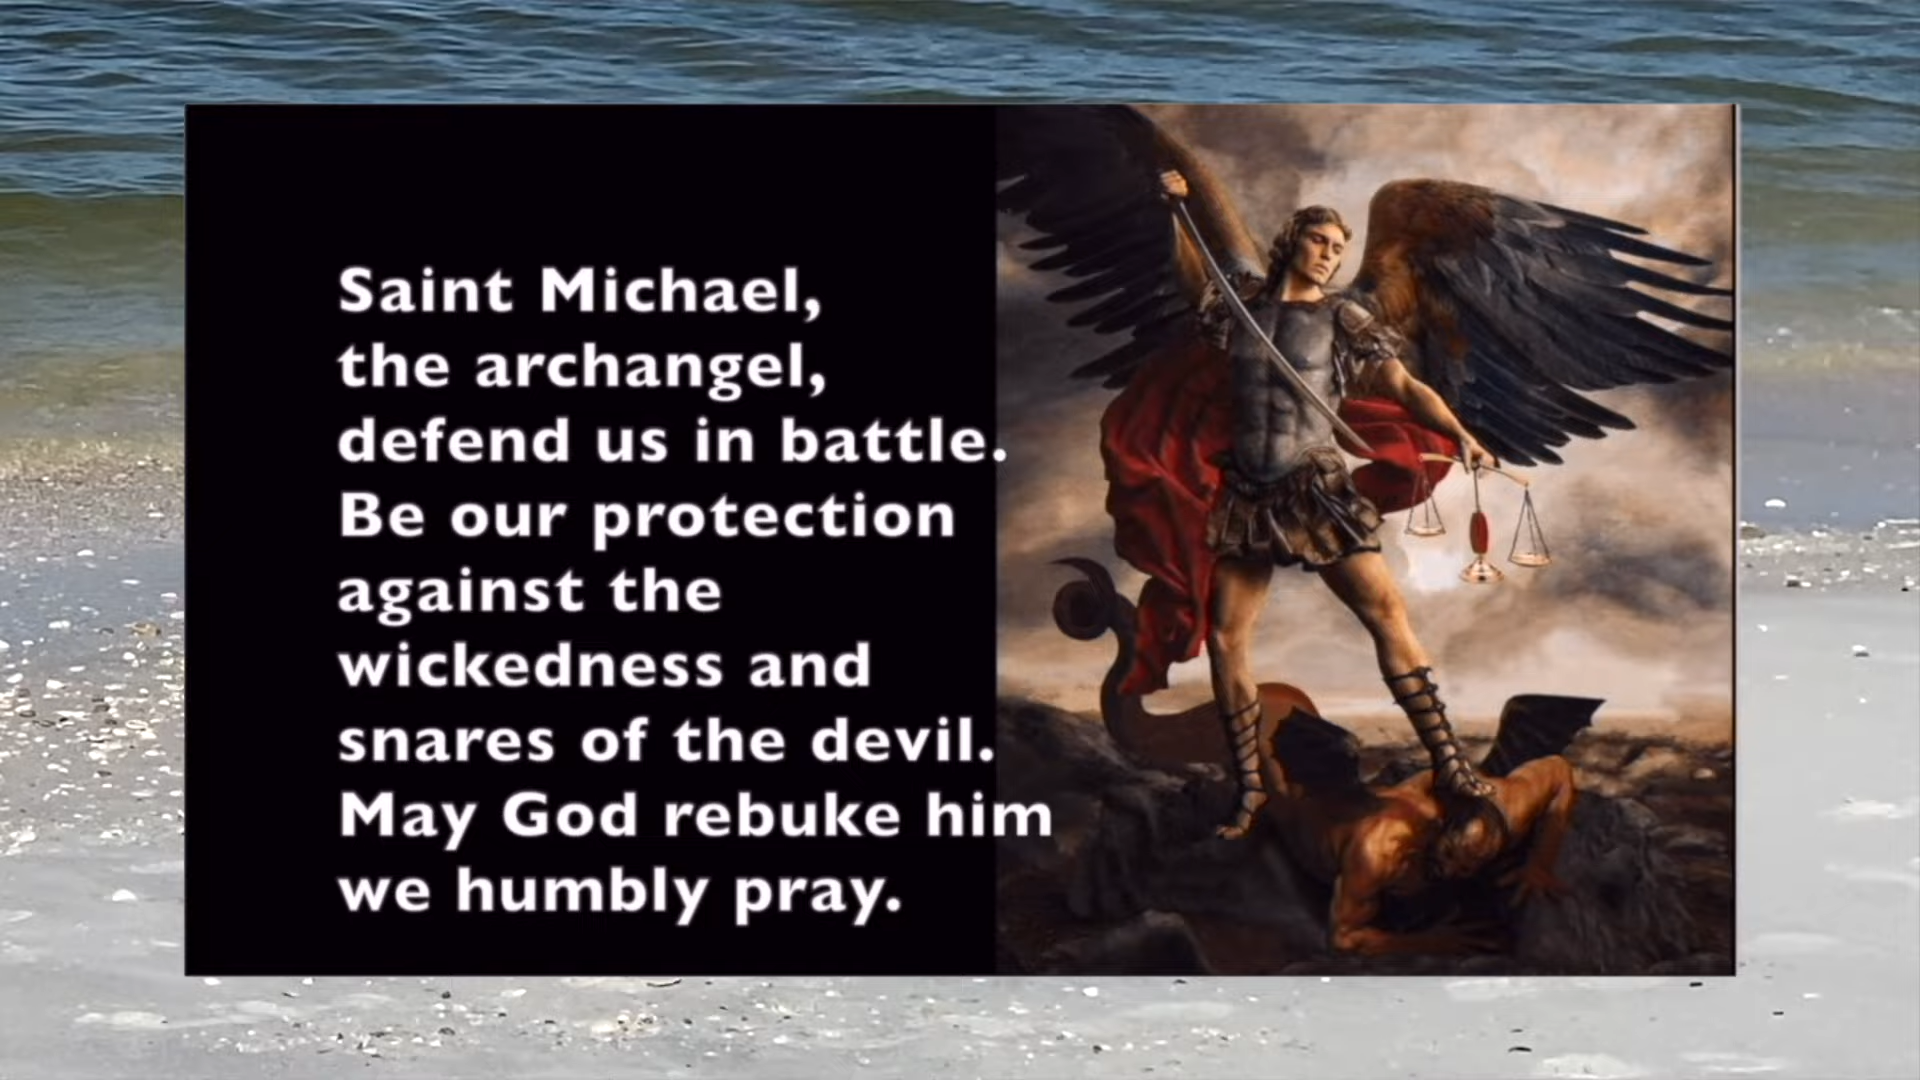 Saint Michael,
the archangel,
defend us in battle.
Be our protection
against the
wickedness and
snares of the devil.
May God rebuke him
we humbly pray.